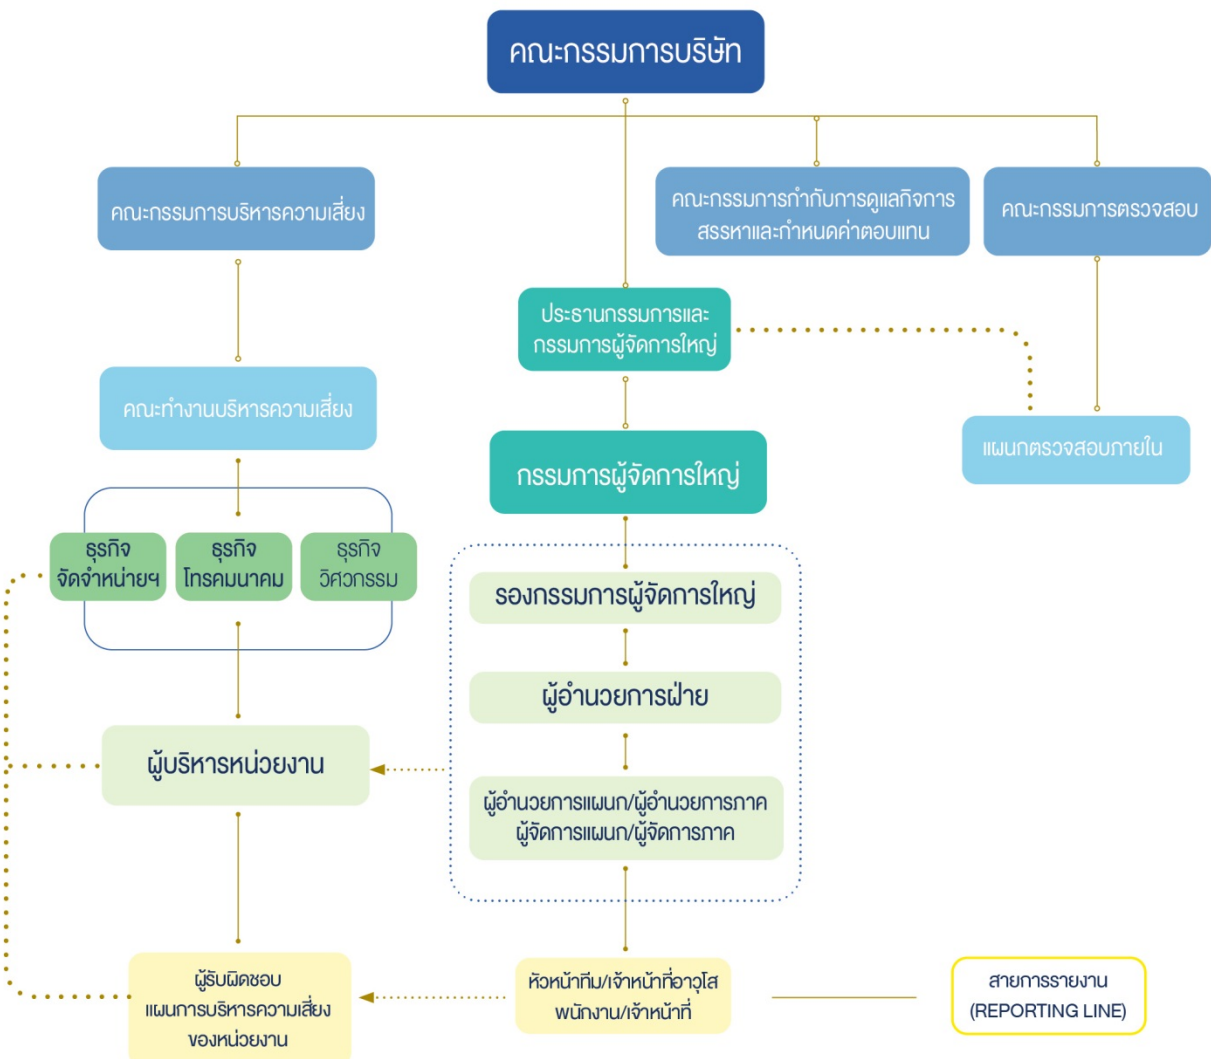 คณะกรรมการบริษัท
คณะกรรมการบริหารความเสี่ยง
คณะกรรมการกำกับการดูแลกิจการ
สรรหาและกำหนดค่าตอบแทน
คณะกรรมการตรวจสอบ
ประธานกรรมการและ
กรรมการผู้จัดการใหญ่
คณะทำงานบริหารความเสี่ยง
แผนกตรวจสอบภายใน
กรรมการผู้จัดการใหญ่
ธุรกิจ
จัดจำหน่ายฯ
ธุรกิจ
โทรคมนาคม
ธุรกิจ
วิศวกรรม
รองกรรมการผู้จัดการใหญ่
ผู้อำนวยการฝ่าย
ผู้บริหารหน่วยงาน
ผู้อำนวยการแผนก/ผู้อำนวยการภาค
ผู้จัดการแผนก/ผู้จัดการภาค
ผู้รับผิดชอบ
แผนการบริหารความเสี่ยง
ของหน่วยงาน
หัวหน้าทีม/เจ้าหน้าที่อาวุโส
พนักงาน/เจ้าหน้าที่
สายการรายงาน
(REPORTING LINE)